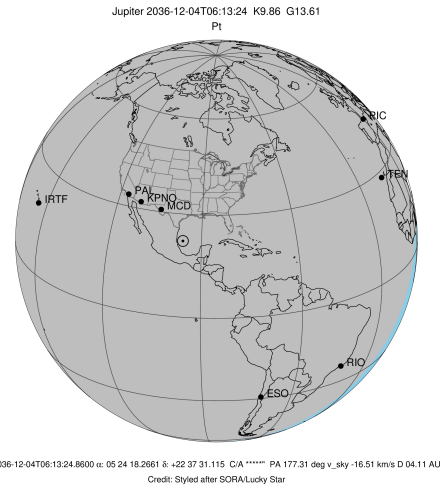 Jupiter 2036-12-04T06:13:24 K9.86 G13.61
Pt
PIC
TEN
PAL
KPNO
MCD
IRTF
RIO
ESO
036-12-04T06:13:24.8600 α: 05 24 18.2661 δ: +22 37 31.115 C/A *****" PA 177.31 deg v_sky -16.51 km/s D 04.11 AU
Credit: Styled after SORA/Lucky Star